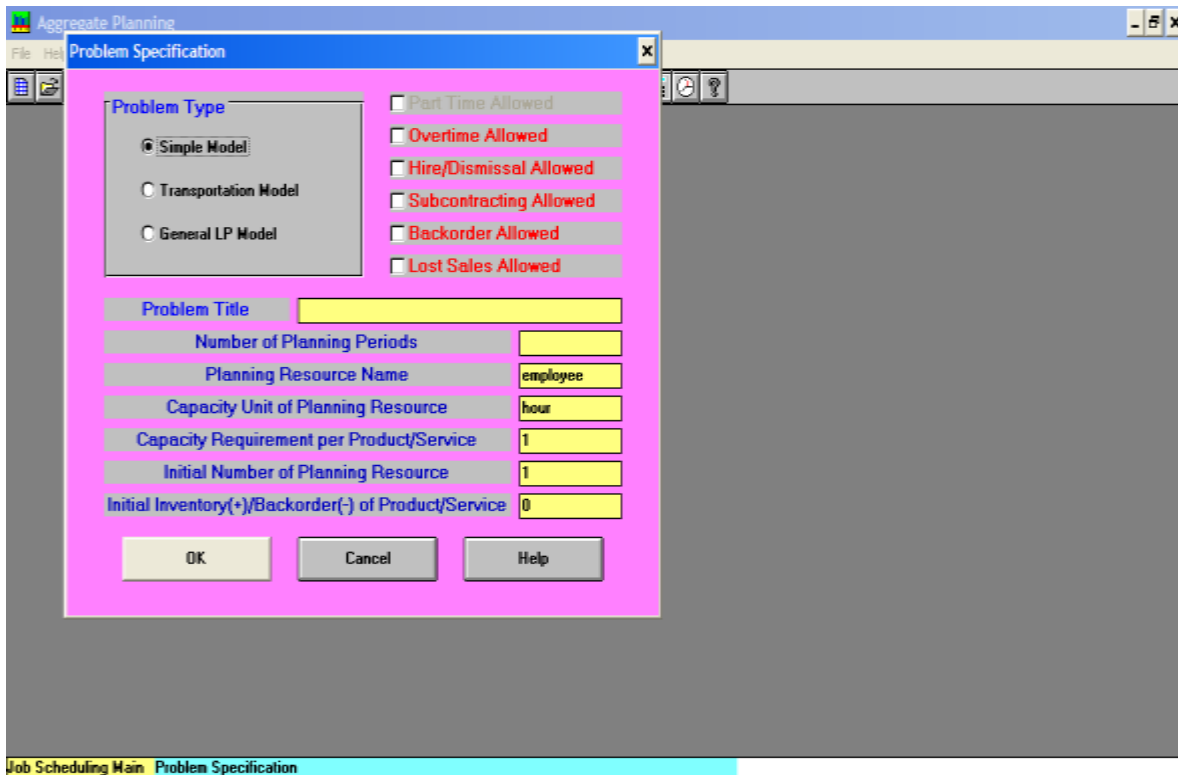 Aggregate Planning
File Hel
Problem Specification
Problem Type
Simple Model
Transportation Model
General LP Model
Part Time Allowed
Overtime Allowed
Hire/Dismissal Allowed
Subcontracting Allowed
Backorder Allowed
Lost Sales Allowed
Problem Title
Number of Planning Periods
Planning Resource Name employee
Capacity Unit of Planning Resource hour
Capacity Requirement per Product/Service 1
Initial Number of Planning Resource 1
Initial Inventory(+)/Backorder(-) of Product/Service 0
OK Cancel Help
Job Scheduling Main Problem Specification